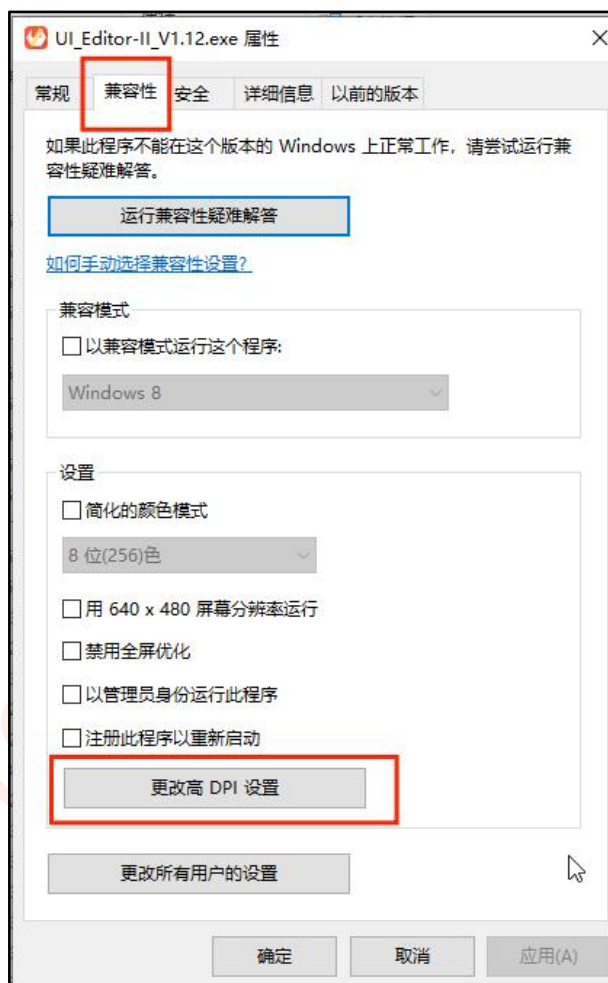 UI_Editor-II_V1.12.exe 属性
常规 兼容性 安全 详细信息 以前的版本
如果此程序不能在这个版本的 Windows 上正常工作，请尝试运行兼
容性疑难解答。
运行兼容性疑难解答
如何手动选择兼容性设置?
兼容模式
以兼容模式运行这个程序:
Windows 8
设置
简化的颜色模式
8 位(256)色
用 640 x 480 屏幕分辨率运行
禁用全屏优化
以管理员身份运行此程序
注册此程序以重新启动
更改高 DPI 设置
更改所有用户的设置
确定 取消 应用(A)